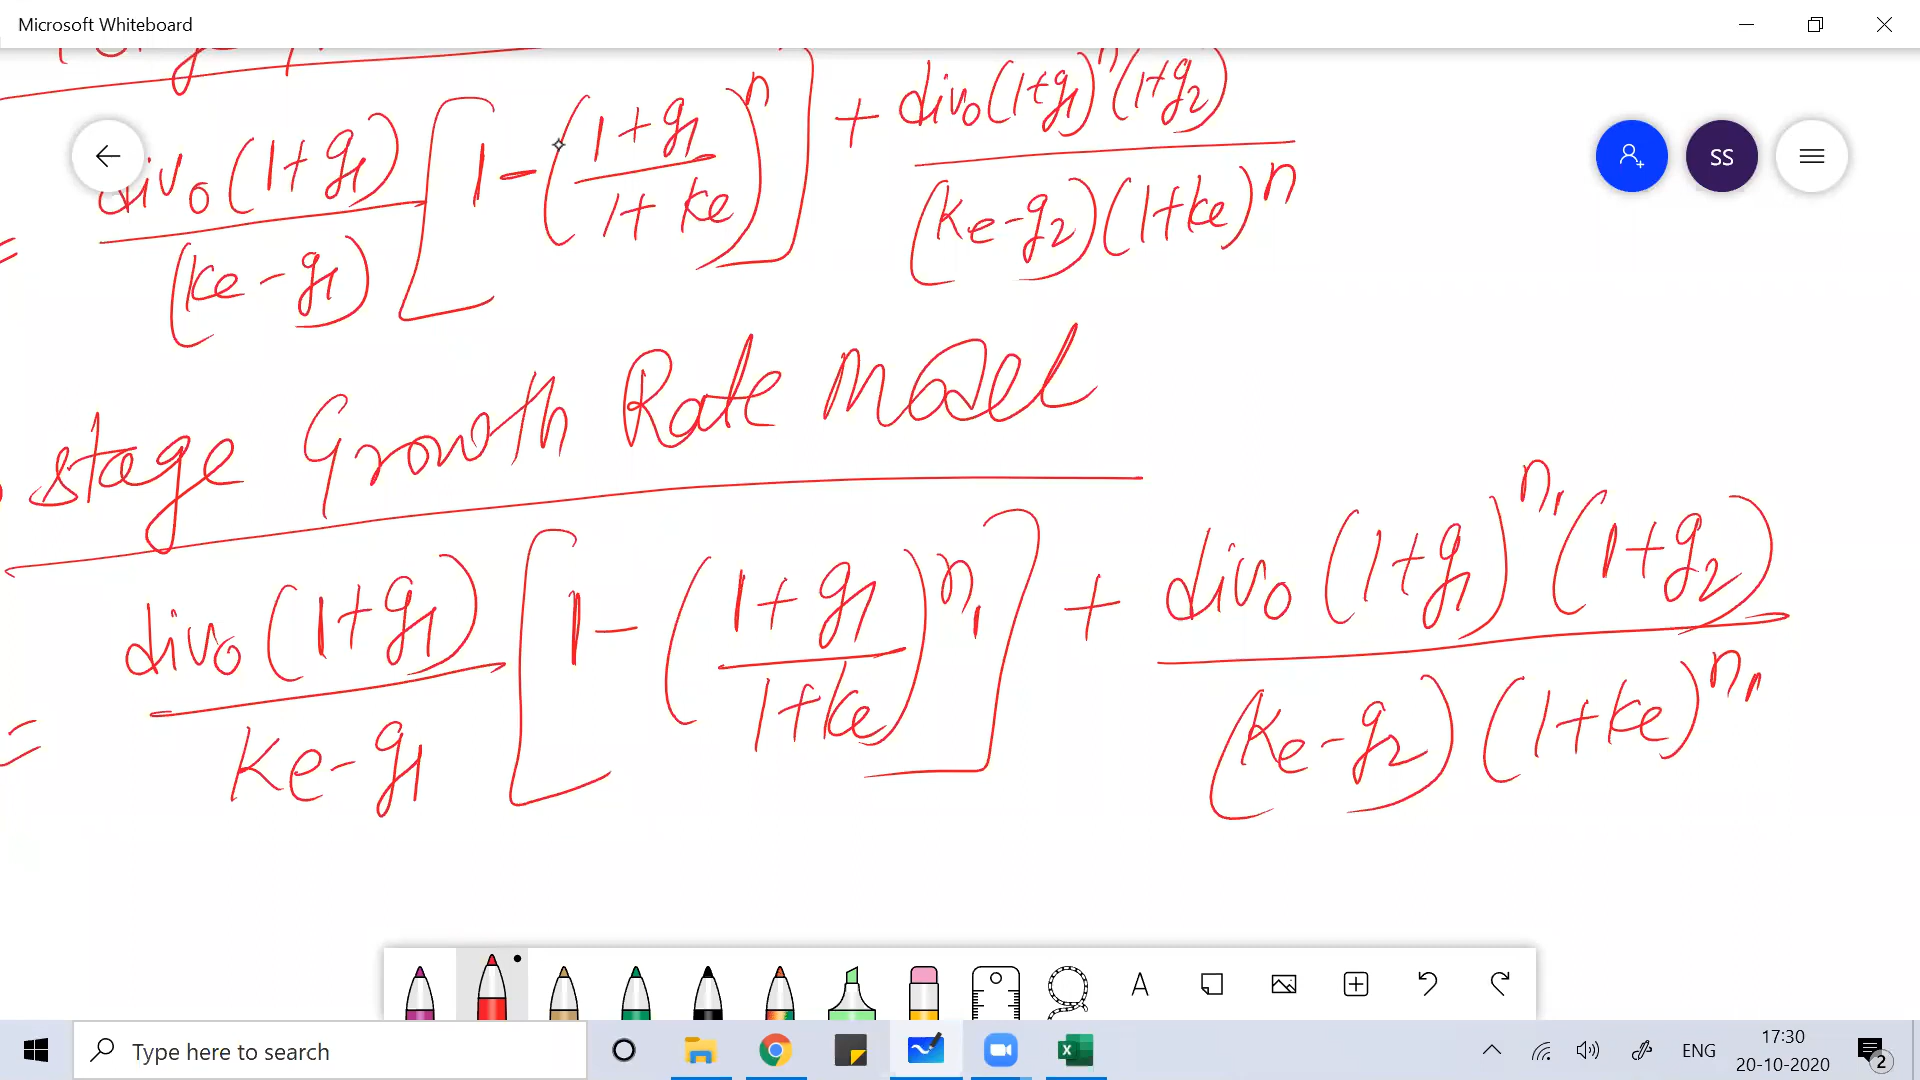 Microsoft Whiteboard
= div₀(1+g₁) / (ke-g₁) [1-((1+g₁)/(1+ke))ⁿ] + div₀(1+g₁)ⁿ(1+g₂) / (ke-g₂)(1+ke)ⁿ
SS
stage Growth Rate Model
= div₀(1+g₁) / ke-g₁ [1-((1+g₁)/(1+ke))^n₁] + div₀(1+g₁)^n₁(1+g₂) / (ke-g₂)(1+ke)^n₁
A
Type here to search
ENG
17:30
20-10-2020
2